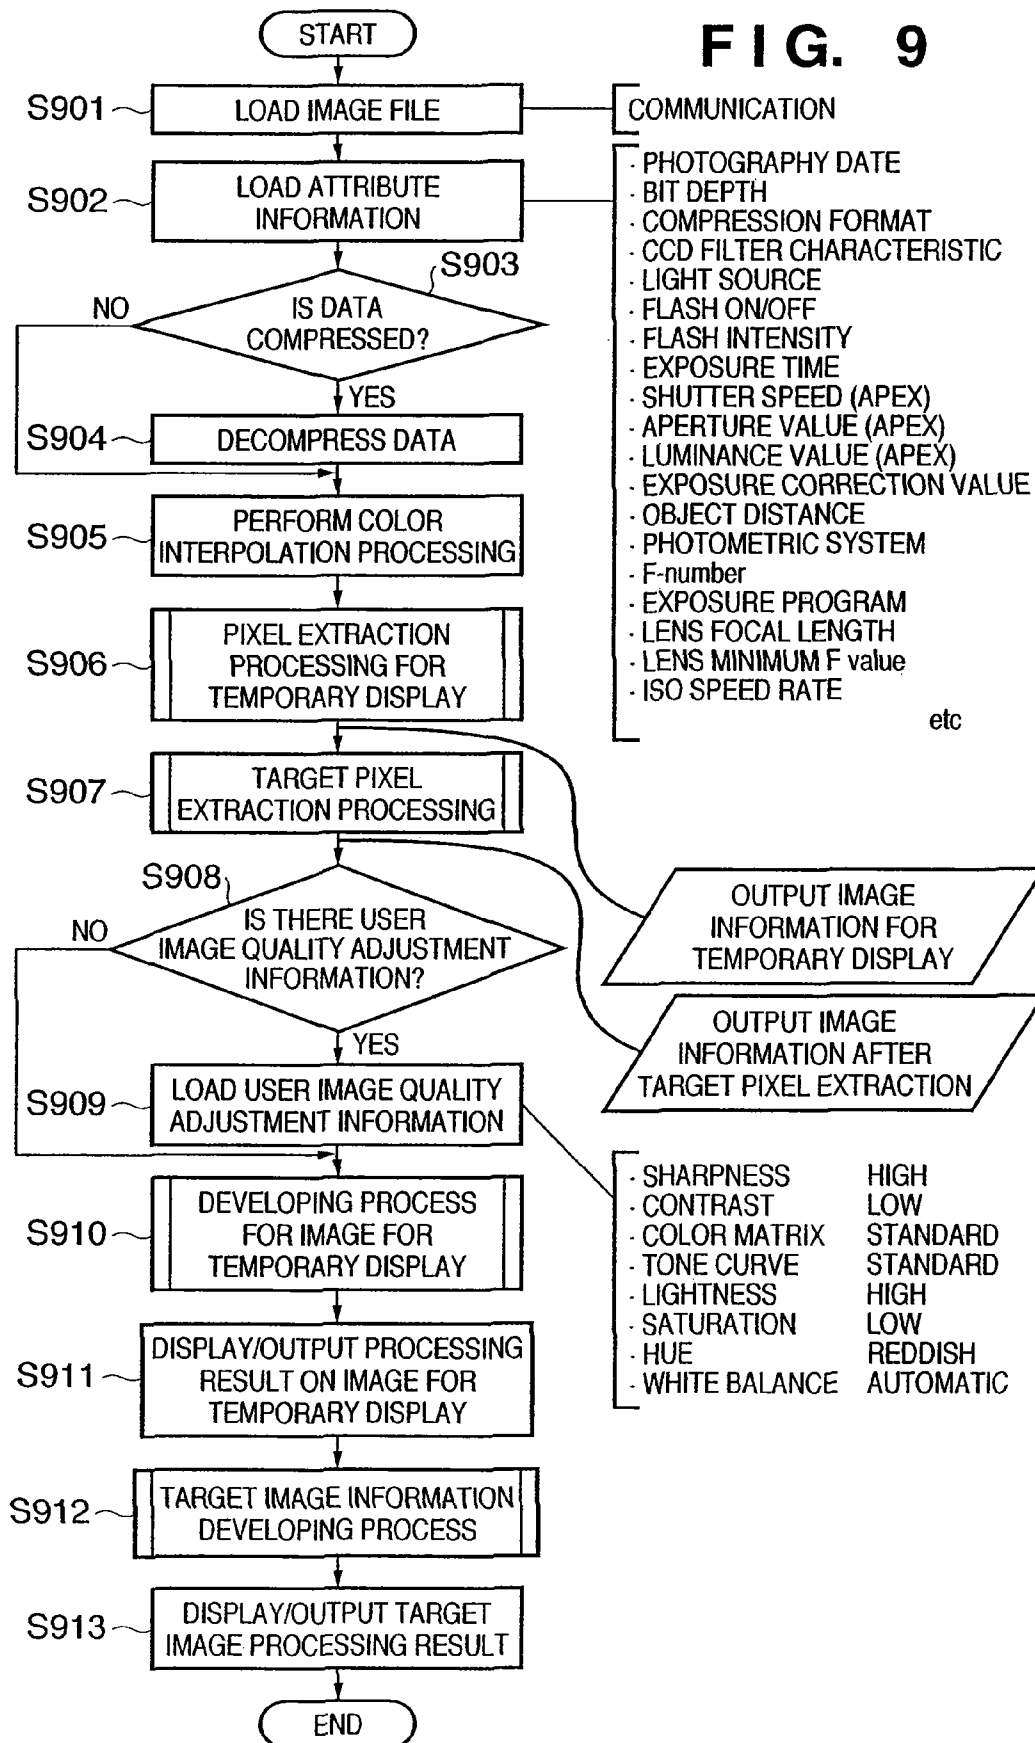 FIG. 9
START
S901
LOAD IMAGE FILE
COMMUNICATION
S902
LOAD ATTRIBUTE
INFORMATION
· PHOTOGRAPHY DATE
· BIT DEPTH
· COMPRESSION FORMAT
· CCD FILTER CHARACTERISTIC
· LIGHT SOURCE
· FLASH ON/OFF
· FLASH INTENSITY
· EXPOSURE TIME
· SHUTTER SPEED (APEX)
· APERTURE VALUE (APEX)
· LUMINANCE VALUE (APEX)
· EXPOSURE CORRECTION VALUE
· OBJECT DISTANCE
· PHOTOMETRIC SYSTEM
· F-number
· EXPOSURE PROGRAM
· LENS FOCAL LENGTH
· LENS MINIMUM F value
· ISO SPEED RATE
etc
S903
IS DATA
COMPRESSED?
NO
YES
S904
DECOMPRESS DATA
S905
PERFORM COLOR
INTERPOLATION PROCESSING
S906
PIXEL EXTRACTION
PROCESSING FOR
TEMPORARY DISPLAY
S907
TARGET PIXEL
EXTRACTION PROCESSING
OUTPUT IMAGE
INFORMATION FOR
TEMPORARY DISPLAY
OUTPUT IMAGE
INFORMATION AFTER
TARGET PIXEL EXTRACTION
S908
IS THERE USER
IMAGE QUALITY ADJUSTMENT
INFORMATION?
NO
YES
S909
LOAD USER IMAGE QUALITY
ADJUSTMENT INFORMATION
· SHARPNESS HIGH
· CONTRAST LOW
· COLOR MATRIX STANDARD
· TONE CURVE STANDARD
· LIGHTNESS HIGH
· SATURATION LOW
· HUE REDDISH
· WHITE BALANCE AUTOMATIC
S910
DEVELOPING PROCESS
FOR IMAGE FOR
TEMPORARY DISPLAY
S911
DISPLAY/OUTPUT PROCESSING
RESULT ON IMAGE FOR
TEMPORARY DISPLAY
S912
TARGET IMAGE INFORMATION
DEVELOPING PROCESS
S913
DISPLAY/OUTPUT TARGET
IMAGE PROCESSING RESULT
END